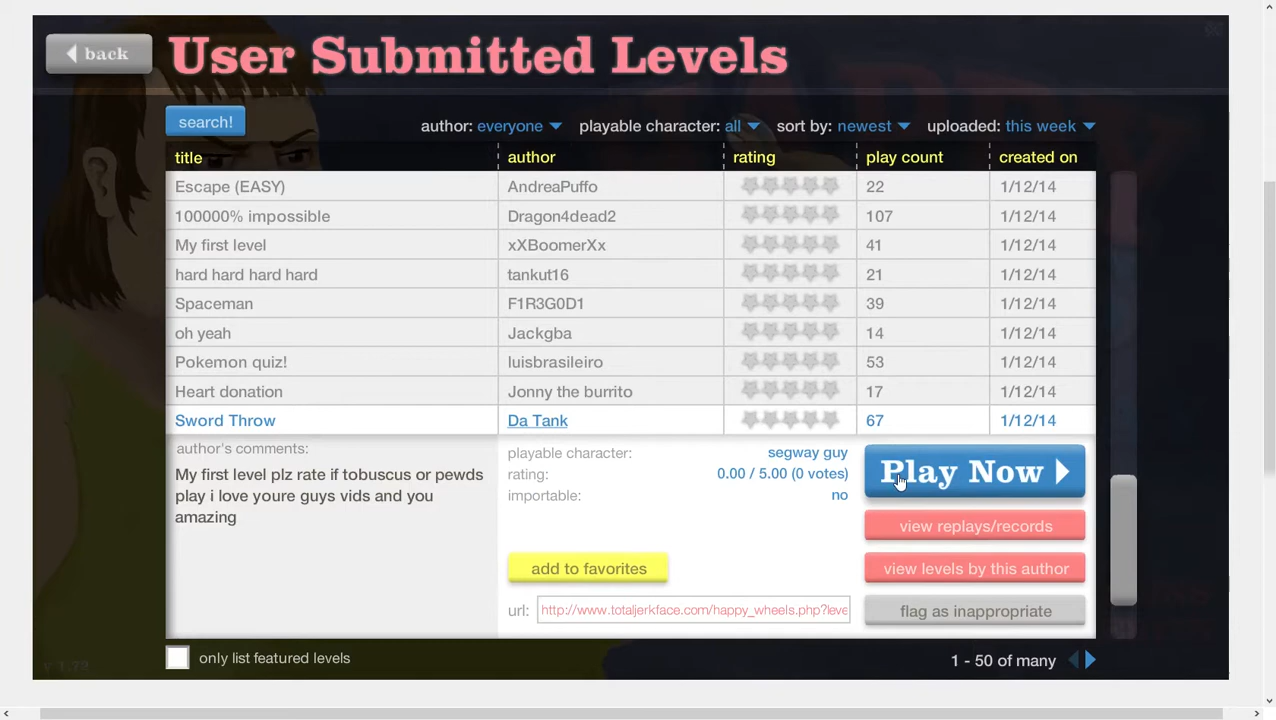 back
User Submitted Levels
search!
author: everyone playable character: all sort by: newest uploaded: this week
title author rating play count created on
Escape (EASY) AndreaPuffo 22 1/12/14
100000% impossible Dragon4dead2 107 1/12/14
My first level xXBoomerXx 41 1/12/14
hard hard hard hard tankut16 21 1/12/14
Spaceman F1R3G0D1 39 1/12/14
oh yeah Jackgba 14 1/12/14
Pokemon quiz! luisbrasileiro 53 1/12/14
Heart donation Jonny the burrito 17 1/12/14
Sword Throw Da Tank 67 1/12/14
author's comments:
My first level plz rate if tobuscus or pewds
play i love youre guys vids and you
amazing
playable character: segway guy
rating: 0.00 / 5.00 (0 votes)
importable: no
add to favorites
url: http://www.totaljerkface.com/happy_wheels.php?leve
Play Now
view replays/records
view levels by this author
flag as inappropriate
only list featured levels
1 - 50 of many